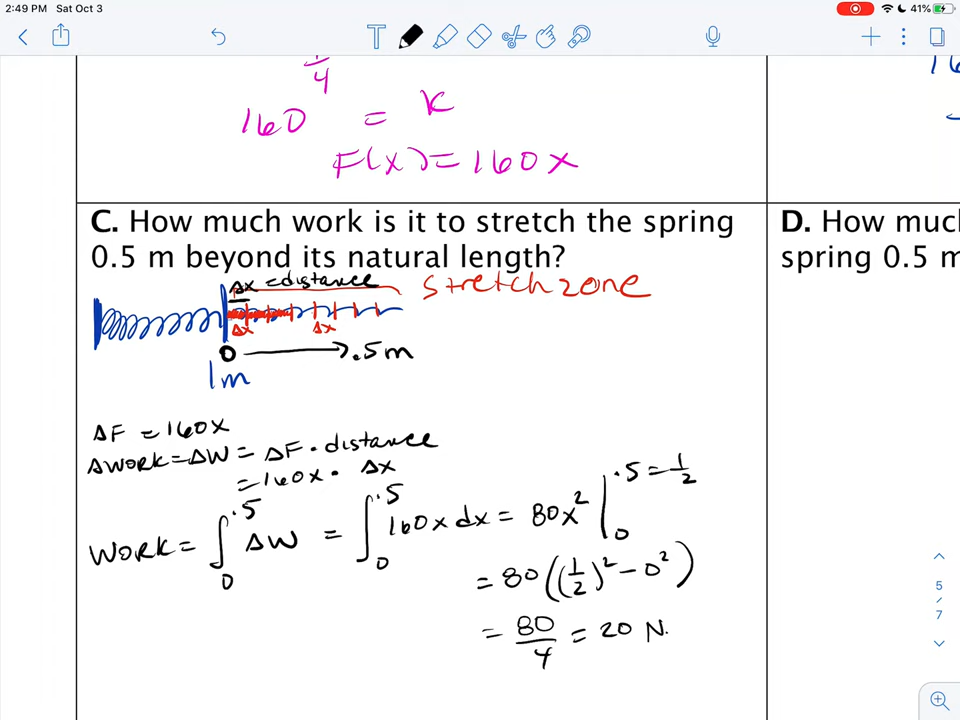 2:49 PM Sat Oct 3
41%
1/4
160 = k
F(x) = 160x
C. How much work is it to stretch the spring
0.5 m beyond its natural length?
D. How muc
spring 0.5 m
Δx = distance
stretch zone
Δx Δx
0 .5m
1m
ΔF = 160x
ΔWORK = ΔW = ΔF · distance
= 160x · Δx
WORK = ∫₀^.5 ΔW = ∫₀^.5 160x dx = 80x² |₀^.5 = 1/2
= 80((1/2)² - 0²)
= 80/4 = 20 N.
5
/
7